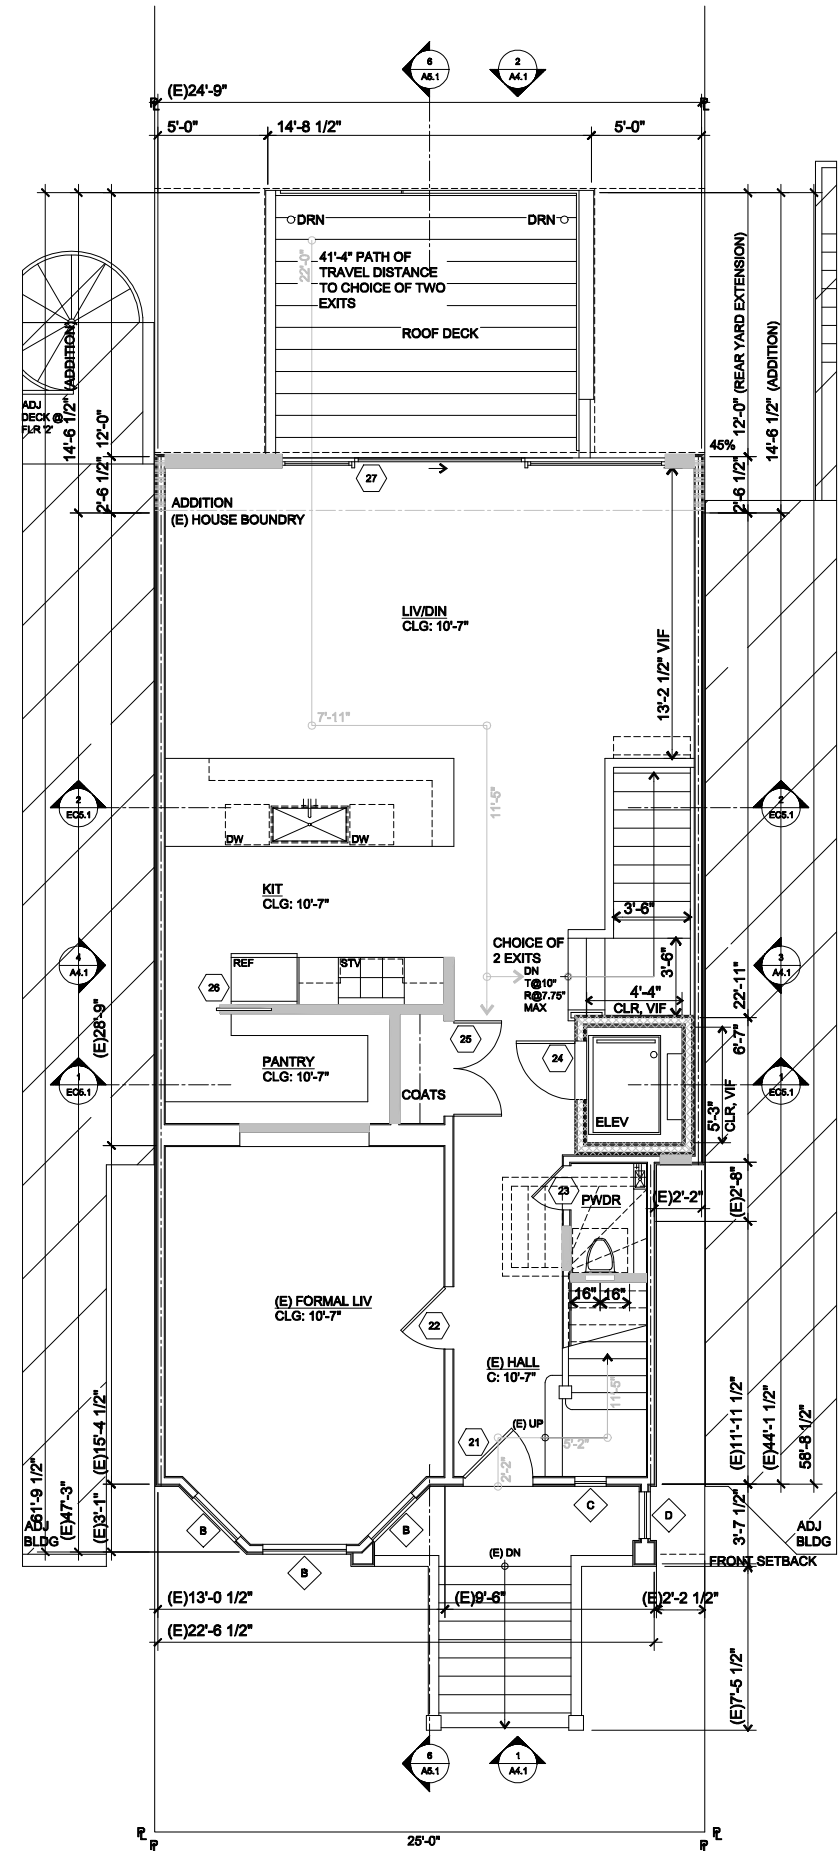 6
A5.1
2
A4.1
(E)24'-9"
5'-0"
14'-8 1/2"
5'-0"
DRN
DRN
22'-0"
41'-4" PATH OF
TRAVEL DISTANCE
TO CHOICE OF TWO
EXITS
ROOF DECK
ADJ
DECK @
FLR '2'
14'-6 1/2" (ADDITION)
12'-0"
2'-6 1/2"
12'-0" (REAR YARD EXTENSION)
14'-6 1/2" (ADDITION)
2'-6 1/2"
45%
27
ADDITION
(E) HOUSE BOUNDRY
LIV/DIN
CLG: 10'-7"
13'-2 1/2" VIF
7'-11"
11'-5"
2
EC5.1
2
EC5.1
DW
DW
KIT
CLG: 10'-7"
3'-6"
CHOICE OF
2 EXITS
DN
T@10"
R@7.75"
MAX
3'-6"
4'-4"
CLR, VIF
4
A4.1
3
A4.1
REF
STV
26
22'-11"
(E)28'-9"
25
24
6'-7"
PANTRY
CLG: 10'-7"
1
EC5.1
1
EC5.1
COATS
ELEV
5'-3"
CLR, VIF
23
PWDR
(E)2'-2"
(E)2'-8"
16"
16"
(E) FORMAL LIV
CLG: 10'-7"
22
(E) HALL
C: 10'-7"
11'-5"
(E) UP
21
5'-2"
2'-2"
61'-9 1/2"
(E)47'-3"
(E)15'-4 1/2"
(E)3'-1"
(E)11'-11 1/2"
(E)44'-1 1/2"
58'-8 1/2"
3'-7 1/2"
C
D
B
B
B
ADJ
BLDG
ADJ
BLDG
(E) DN
FRONT SETBACK
(E)13'-0 1/2"
(E)9'-6"
(E)2'-2 1/2"
(E)22'-6 1/2"
(E)7'-5 1/2"
6
A5.1
1
A4.1
25'-0"